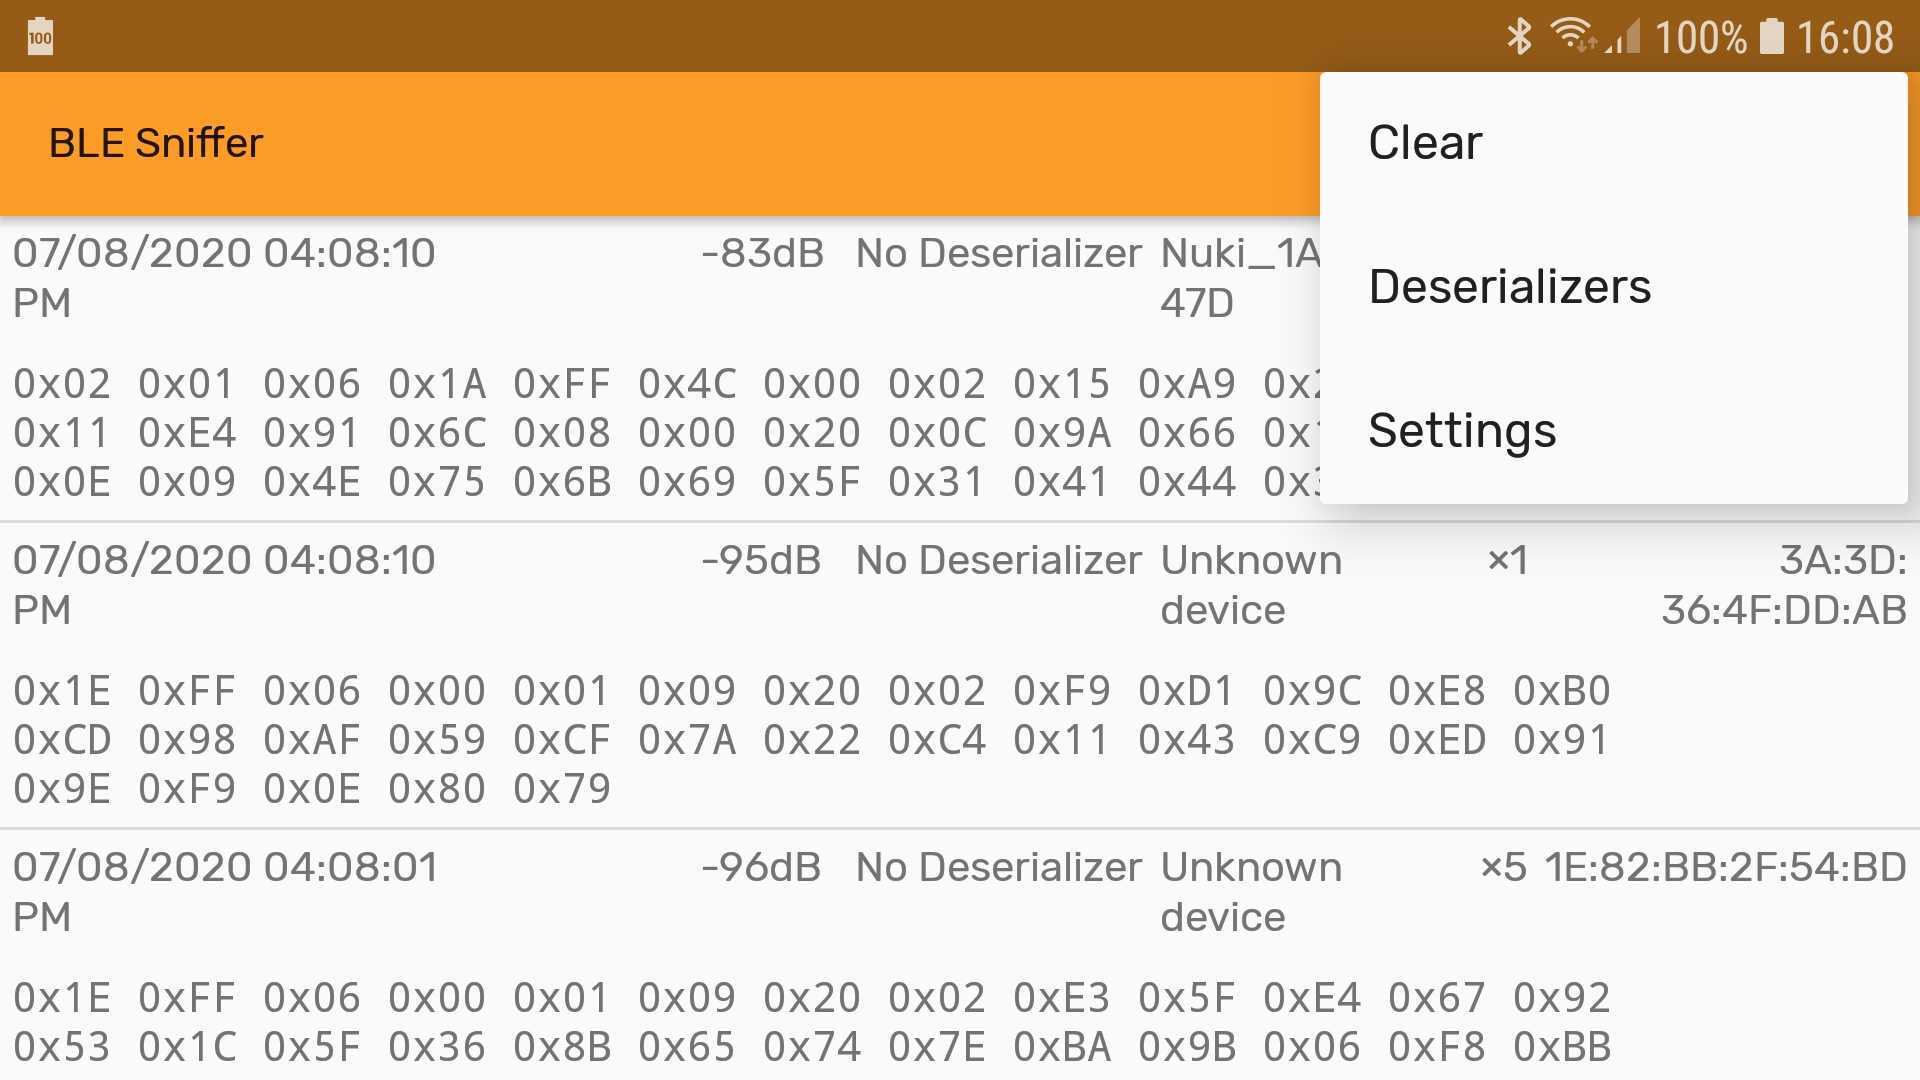 100 100% 16:08
BLE Sniffer
Clear
Deserializers
Settings
07/08/2020 04:08:10 -83dB No Deserializer Nuki_1A
PM 47D
0x02 0x01 0x06 0x1A 0xFF 0x4C 0x00 0x02 0x15 0xA9
0x11 0xE4 0x91 0x6C 0x08 0x00 0x20 0x0C 0x9A 0x66
0x0E 0x09 0x4E 0x75 0x6B 0x69 0x5F 0x31 0x41 0x44
07/08/2020 04:08:10 -95dB No Deserializer Unknown ×1 3A:3D:
PM device 36:4F:DD:AB
0x1E 0xFF 0x06 0x00 0x01 0x09 0x20 0x02 0xF9 0xD1 0x9C 0xE8 0xB0
0xCD 0x98 0xAF 0x59 0xCF 0x7A 0x22 0xC4 0x11 0x43 0xC9 0xED 0x91
0x9E 0xF9 0x0E 0x80 0x79
07/08/2020 04:08:01 -96dB No Deserializer Unknown ×5 1E:82:BB:2F:54:BD
PM device
0x1E 0xFF 0x06 0x00 0x01 0x09 0x20 0x02 0xE3 0x5F 0xE4 0x67 0x92
0x53 0x1C 0x5F 0x36 0x8B 0x65 0x74 0x7E 0xBA 0x9B 0x06 0xF8 0xBB